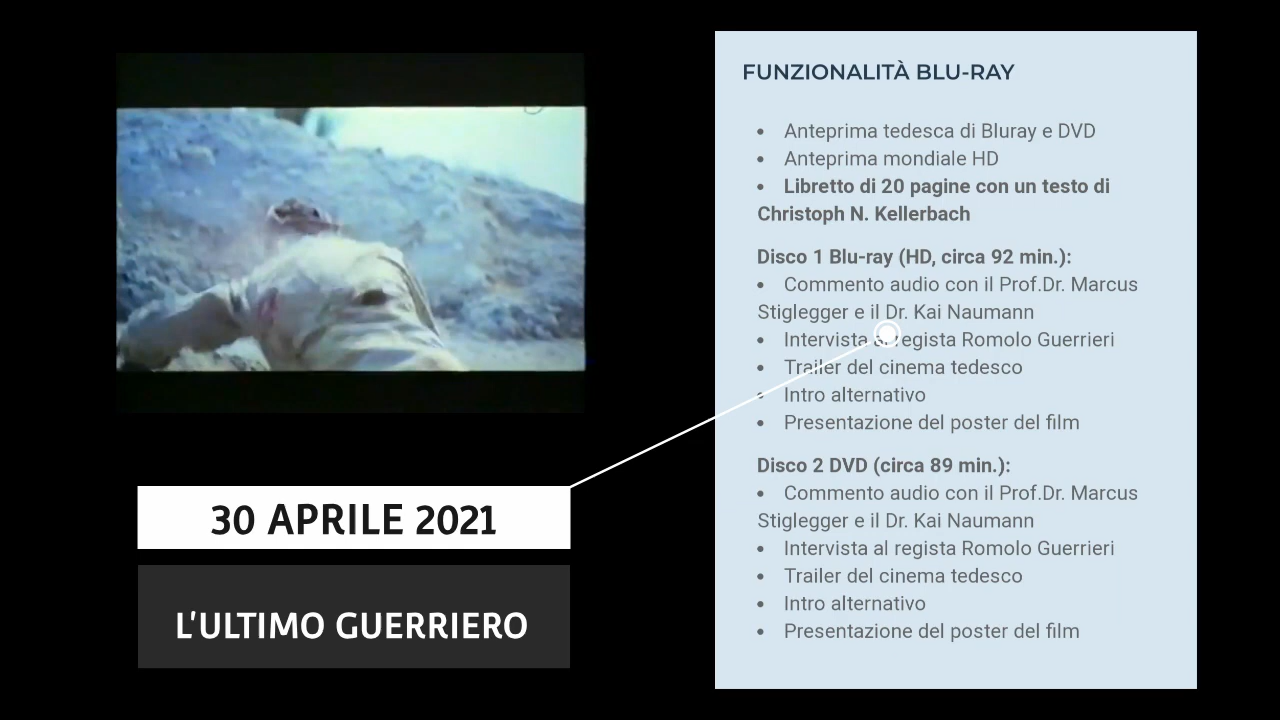 FUNZIONALITÀ BLU-RAY
• Anteprima tedesca di Bluray e DVD
• Anteprima mondiale HD
• Libretto di 20 pagine con un testo di
Christoph N. Kellerbach
Disco 1 Blu-ray (HD, circa 92 min.):
• Commento audio con il Prof.Dr. Marcus
Stiglegger e il Dr. Kai Naumann
• Intervista al regista Romolo Guerrieri
• Trailer del cinema tedesco
• Intro alternativo
• Presentazione del poster del film
Disco 2 DVD (circa 89 min.):
• Commento audio con il Prof.Dr. Marcus
Stiglegger e il Dr. Kai Naumann
• Intervista al regista Romolo Guerrieri
• Trailer del cinema tedesco
• Intro alternativo
• Presentazione del poster del film
30 APRILE 2021
L'ULTIMO GUERRIERO